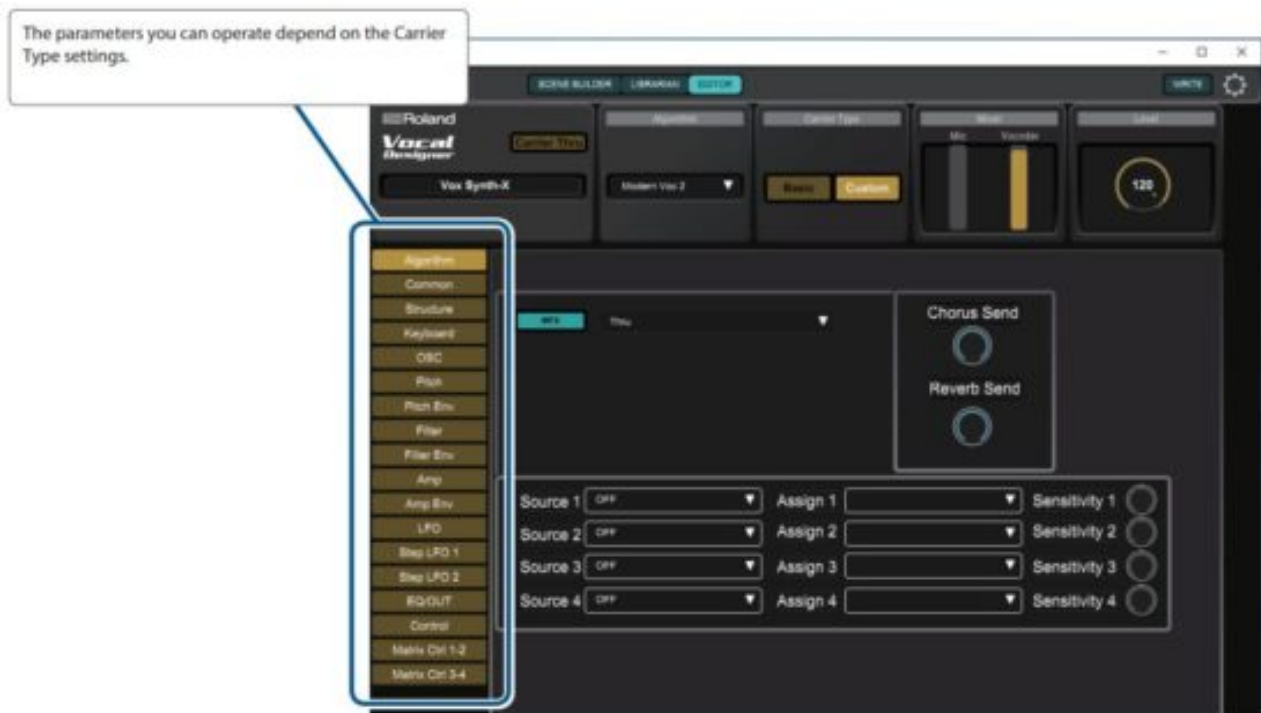 The parameters you can operate depend on the Carrier
Type settings.
SCENE BUILDER LIBRARIAN EDITOR WRITE
Roland
Vocal
Designer
Carrier Thru
Vox Synth-X
Algorithm
Modern Vox 2
Carrier Type
Basic Custom
Mixer
Mic Vocoder
Level
120
Algorithm
Common
Structure
Keyboard
OSC
Pitch
Pitch Env
Filter
Filter Env
Amp
Amp Env
LFO
Step LFO 1
Step LFO 2
EQ/OUT
Control
Matrix Ctrl 1-2
Matrix Ctrl 3-4
MFX Thru
Chorus Send
Reverb Send
Source 1 OFF Assign 1 Sensitivity 1
Source 2 OFF Assign 2 Sensitivity 2
Source 3 OFF Assign 3 Sensitivity 3
Source 4 OFF Assign 4 Sensitivity 4